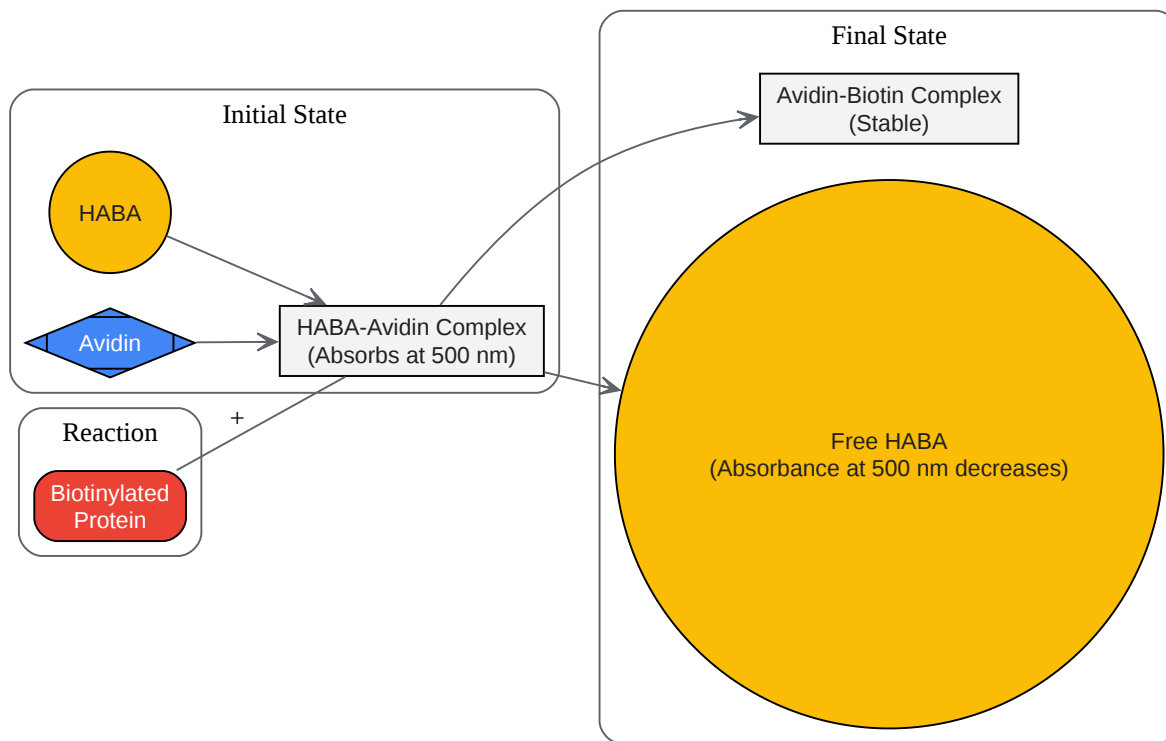 Initial State
HABA
Avidin
HABA-Avidin Complex
(Absorbs at 500 nm)
+
Reaction
Biotinylated
Protein
Final State
Avidin-Biotin Complex
(Stable)
Free HABA
(Absorbance at 500 nm decreases)